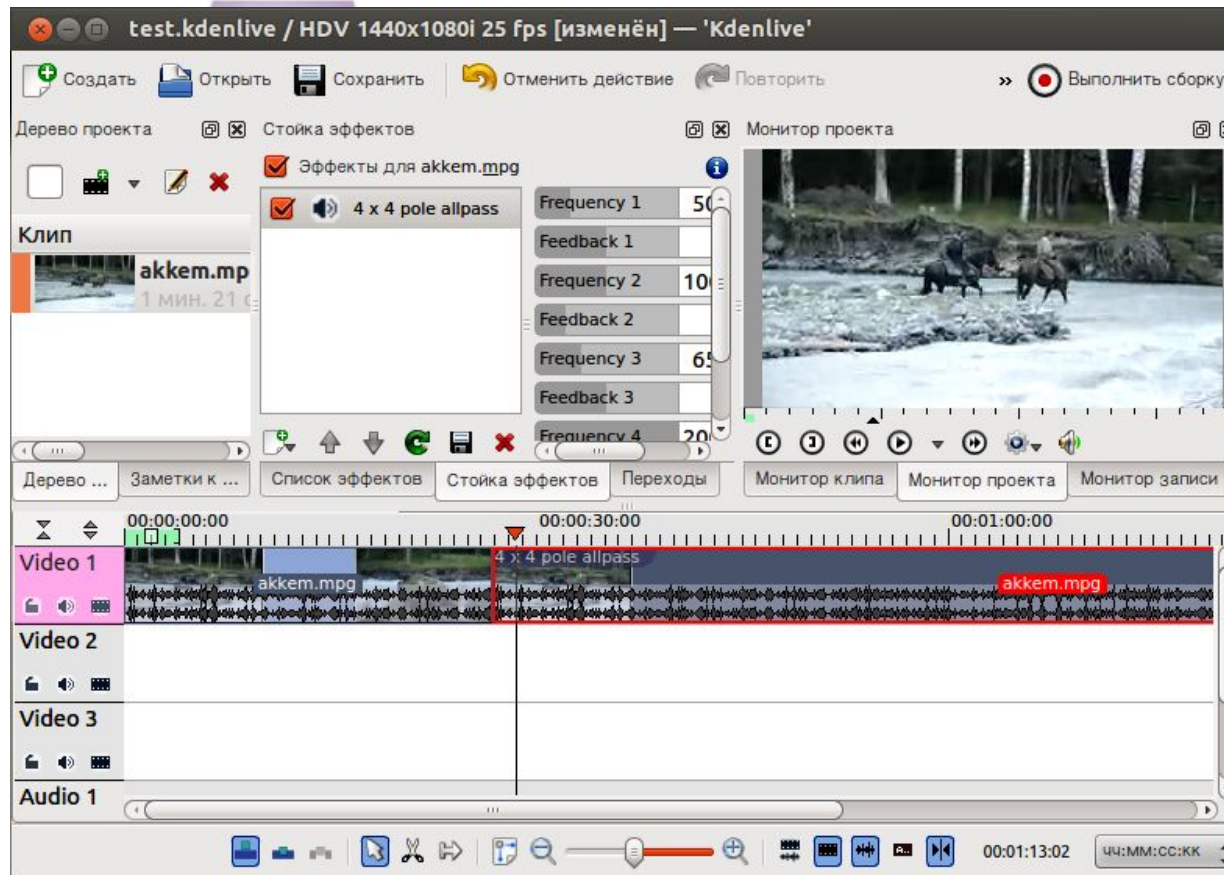 test.kdenlive / HDV 1440x1080i 25 fps [изменён] — 'Kdenlive'
Создать Открыть Сохранить Отменить действие Повторить » Выполнить сборку
Дерево проекта Стойка эффектов Монитор проекта
Эффекты для akkem.mpg
4 x 4 pole allpass
Frequency 1
Feedback 1
Frequency 2
Feedback 2
Frequency 3
Feedback 3
Frequency 4
Клип
akkem.mp
1 мин. 21 с
Дерево ... Заметки к ... Список эффектов Стойка эффектов Переходы Монитор клипа Монитор проекта Монитор записи
00:00:00:00 00:00:30:00 00:01:00:00
Video 1
4 x 4 pole allpass
akkem.mpg akkem.mpg
Video 2
Video 3
Audio 1
00:01:13:02 чч:мм:сс:кк